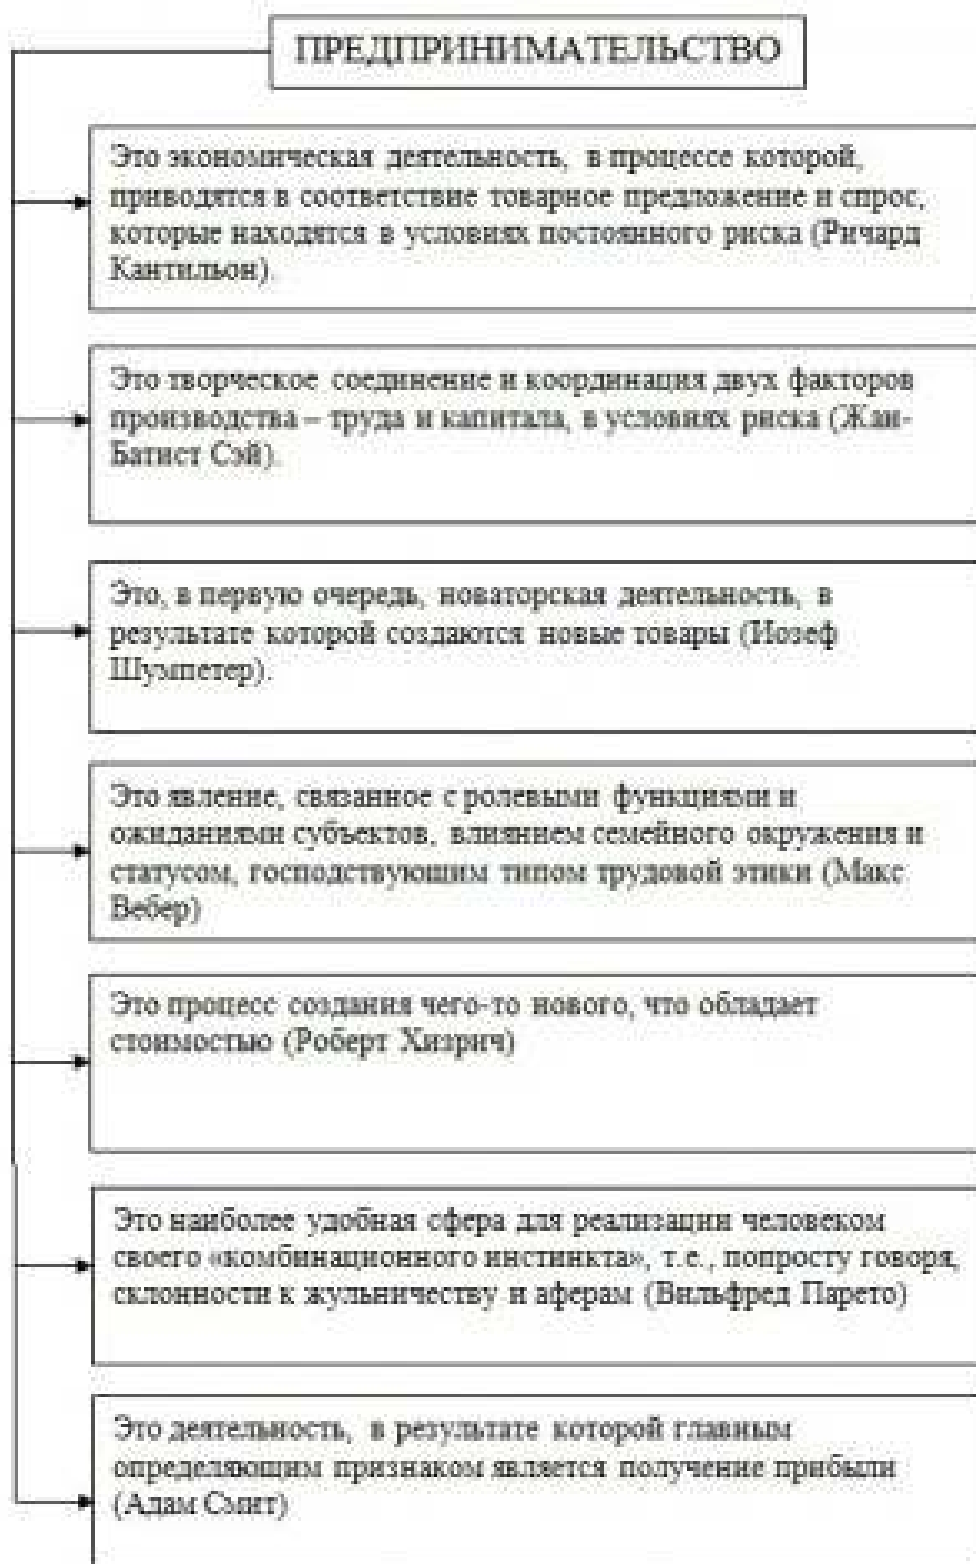 ПРЕДПРИНИМАТЕЛЬСТВО
Это экономическая деятельность, в процессе которой,
приводятся в соответствие товарное предложение и спрос,
которые находятся в условиях постоянного риска (Ричард
Кантильон).
Это творческое соединение и координация двух факторов
производства – труда и капитала, в условиях риска (Жан-
Батист Сэй).
Это, в первую очередь, новаторская деятельность, в
результате которой создаются новые товары (Йозеф
Шумпетер).
Это явление, связанное с ролевыми функциями и
ожиданиями субъектов, влиянием семейного окружения и
статусом, господствующим типом трудовой этики (Макс
Вебер)
Это процесс создания чего-то нового, что обладает
стоимостью (Роберт Хизрич)
Это наиболее удобная сфера для реализации человеком
своего «комбинационного инстинкта», т.е., попросту говоря,
склонности к жульничеству и аферам (Вильфред Парето)
Это деятельность, в результате которой главным
определяющим признаком является получение прибыли
(Адам Смит)